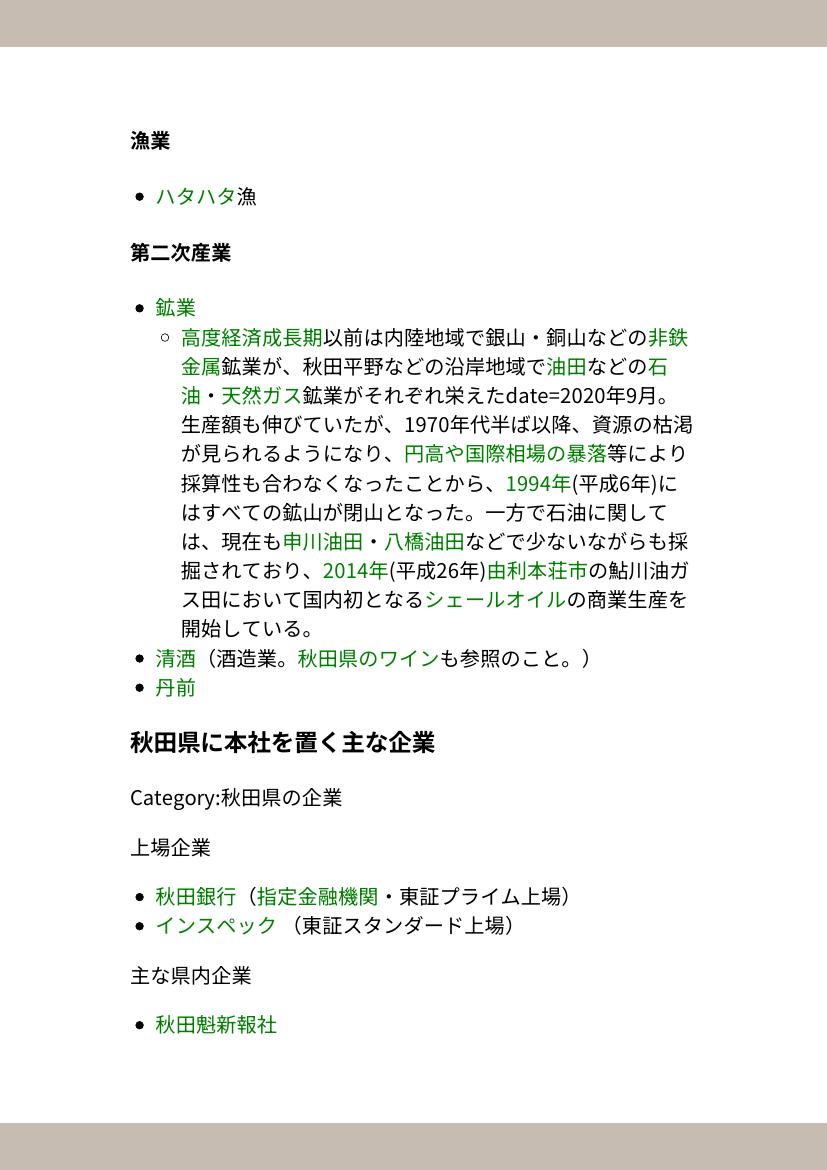 漁業
ハタハタ漁
第二次産業
鉱業
高度経済成長期以前は内陸地域で銀山・銅山などの非鉄
金属鉱業が、秋田平野などの沿岸地域で油田などの石
油・天然ガス鉱業がそれぞれ栄えたdate=2020年9月。
生産額も伸びていたが、1970年代半ば以降、資源の枯渇
が見られるようになり、円高や国際相場の暴落等により
採算性も合わなくなったことから、1994年(平成6年)に
はすべての鉱山が閉山となった。一方で石油に関して
は、現在も申川油田・八橋油田などで少ないながらも採
掘されており、2014年(平成26年)由利本荘市の鮎川油ガ
ス田において国内初となるシェールオイルの商業生産を
開始している。
清酒（酒造業。秋田県のワインも参照のこと。）
丹前
秋田県に本社を置く主な企業
Category:秋田県の企業
上場企業
秋田銀行（指定金融機関・東証プライム上場）
インスペック （東証スタンダード上場）
主な県内企業
秋田魁新報社